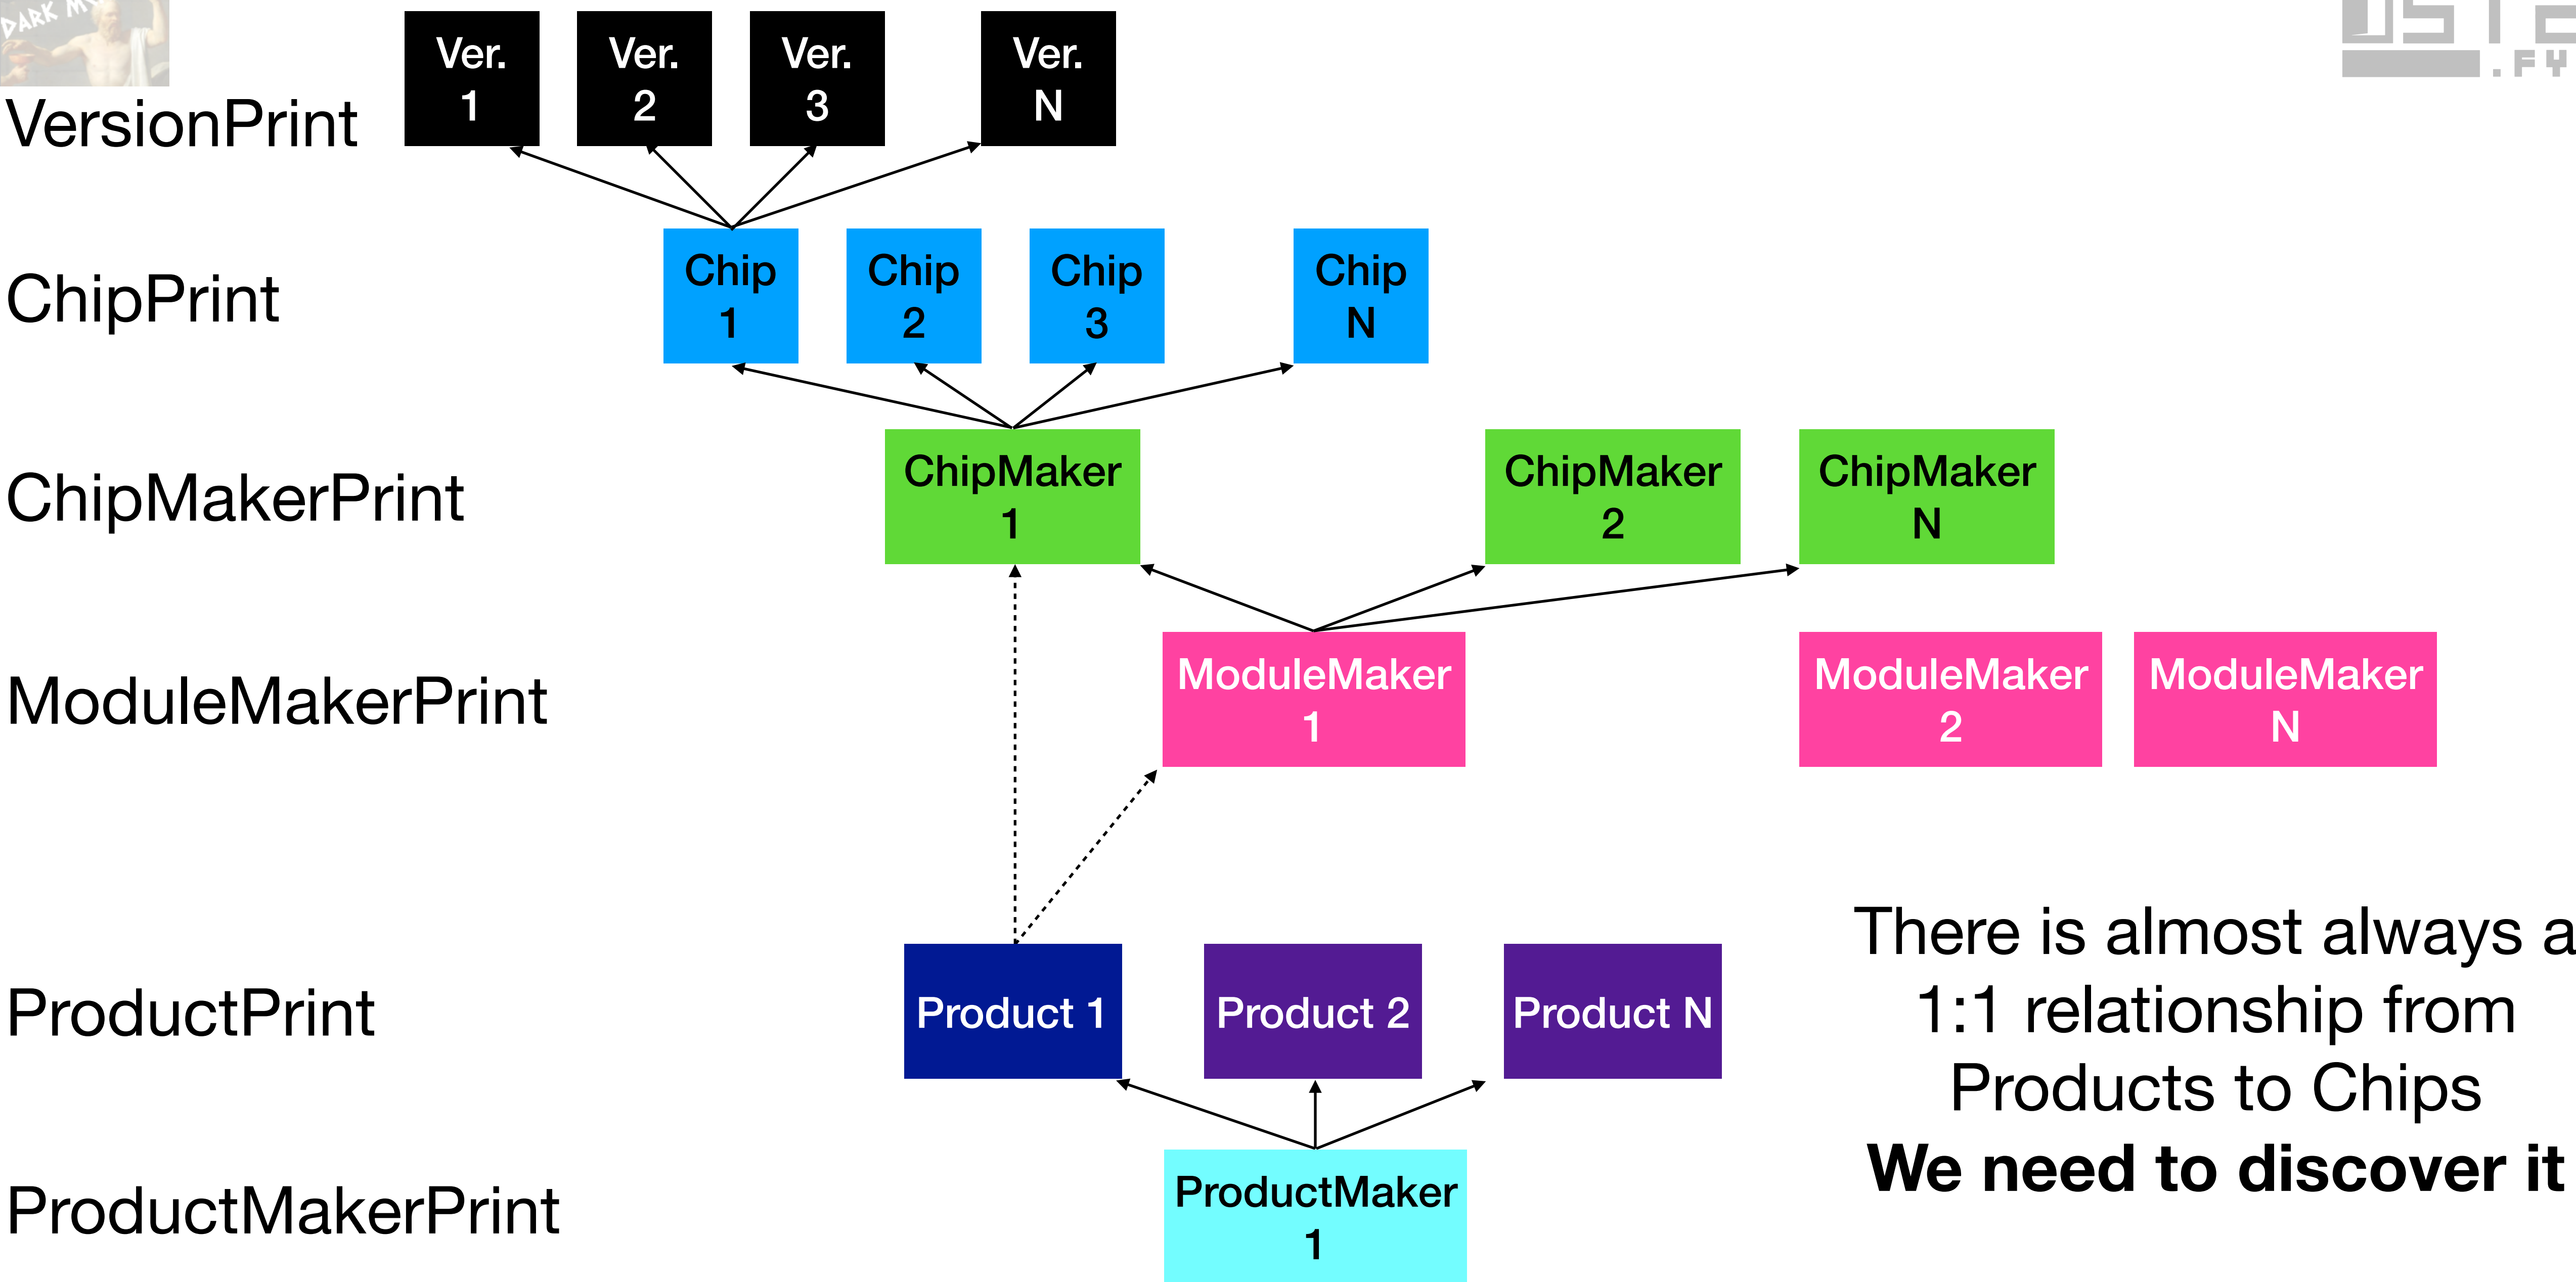 DARK
Ver.
1
Ver.
2
Ver.
3
Ver.
N
.FY
VersionPrint
Chip
1
Chip
2
Chip
3
Chip
N
ChipPrint
ChipMaker
1
ChipMaker
2
ChipMaker
N
ChipMakerPrint
ModuleMaker
1
ModuleMaker
2
ModuleMaker
N
ModuleMakerPrint
Product 1
Product 2
Product N
ProductPrint
There is almost always a
1:1 relationship from
Products to Chips
We need to discover it
ProductMaker
1
ProductMakerPrint